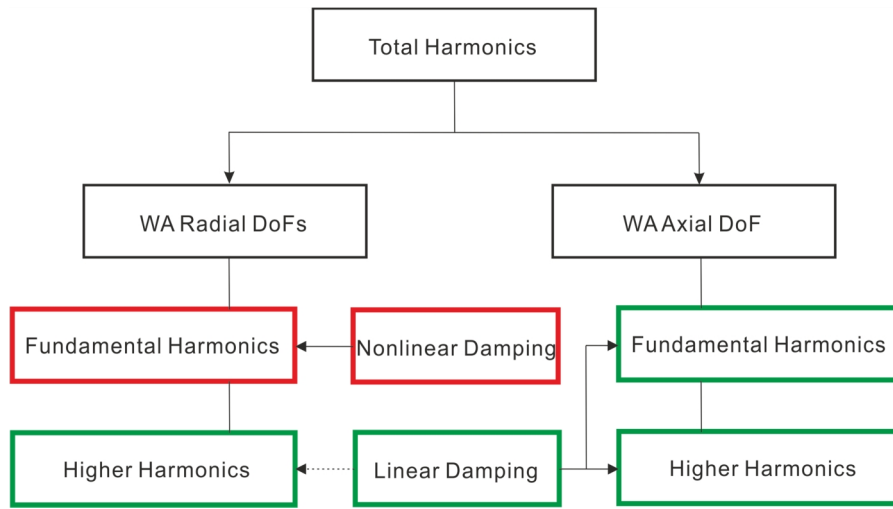 Total Harmonics
WA Radial DoFs
WA Axial DoF
Fundamental Harmonics
Nonlinear Damping
Fundamental Harmonics
Higher Harmonics
Linear Damping
Higher Harmonics